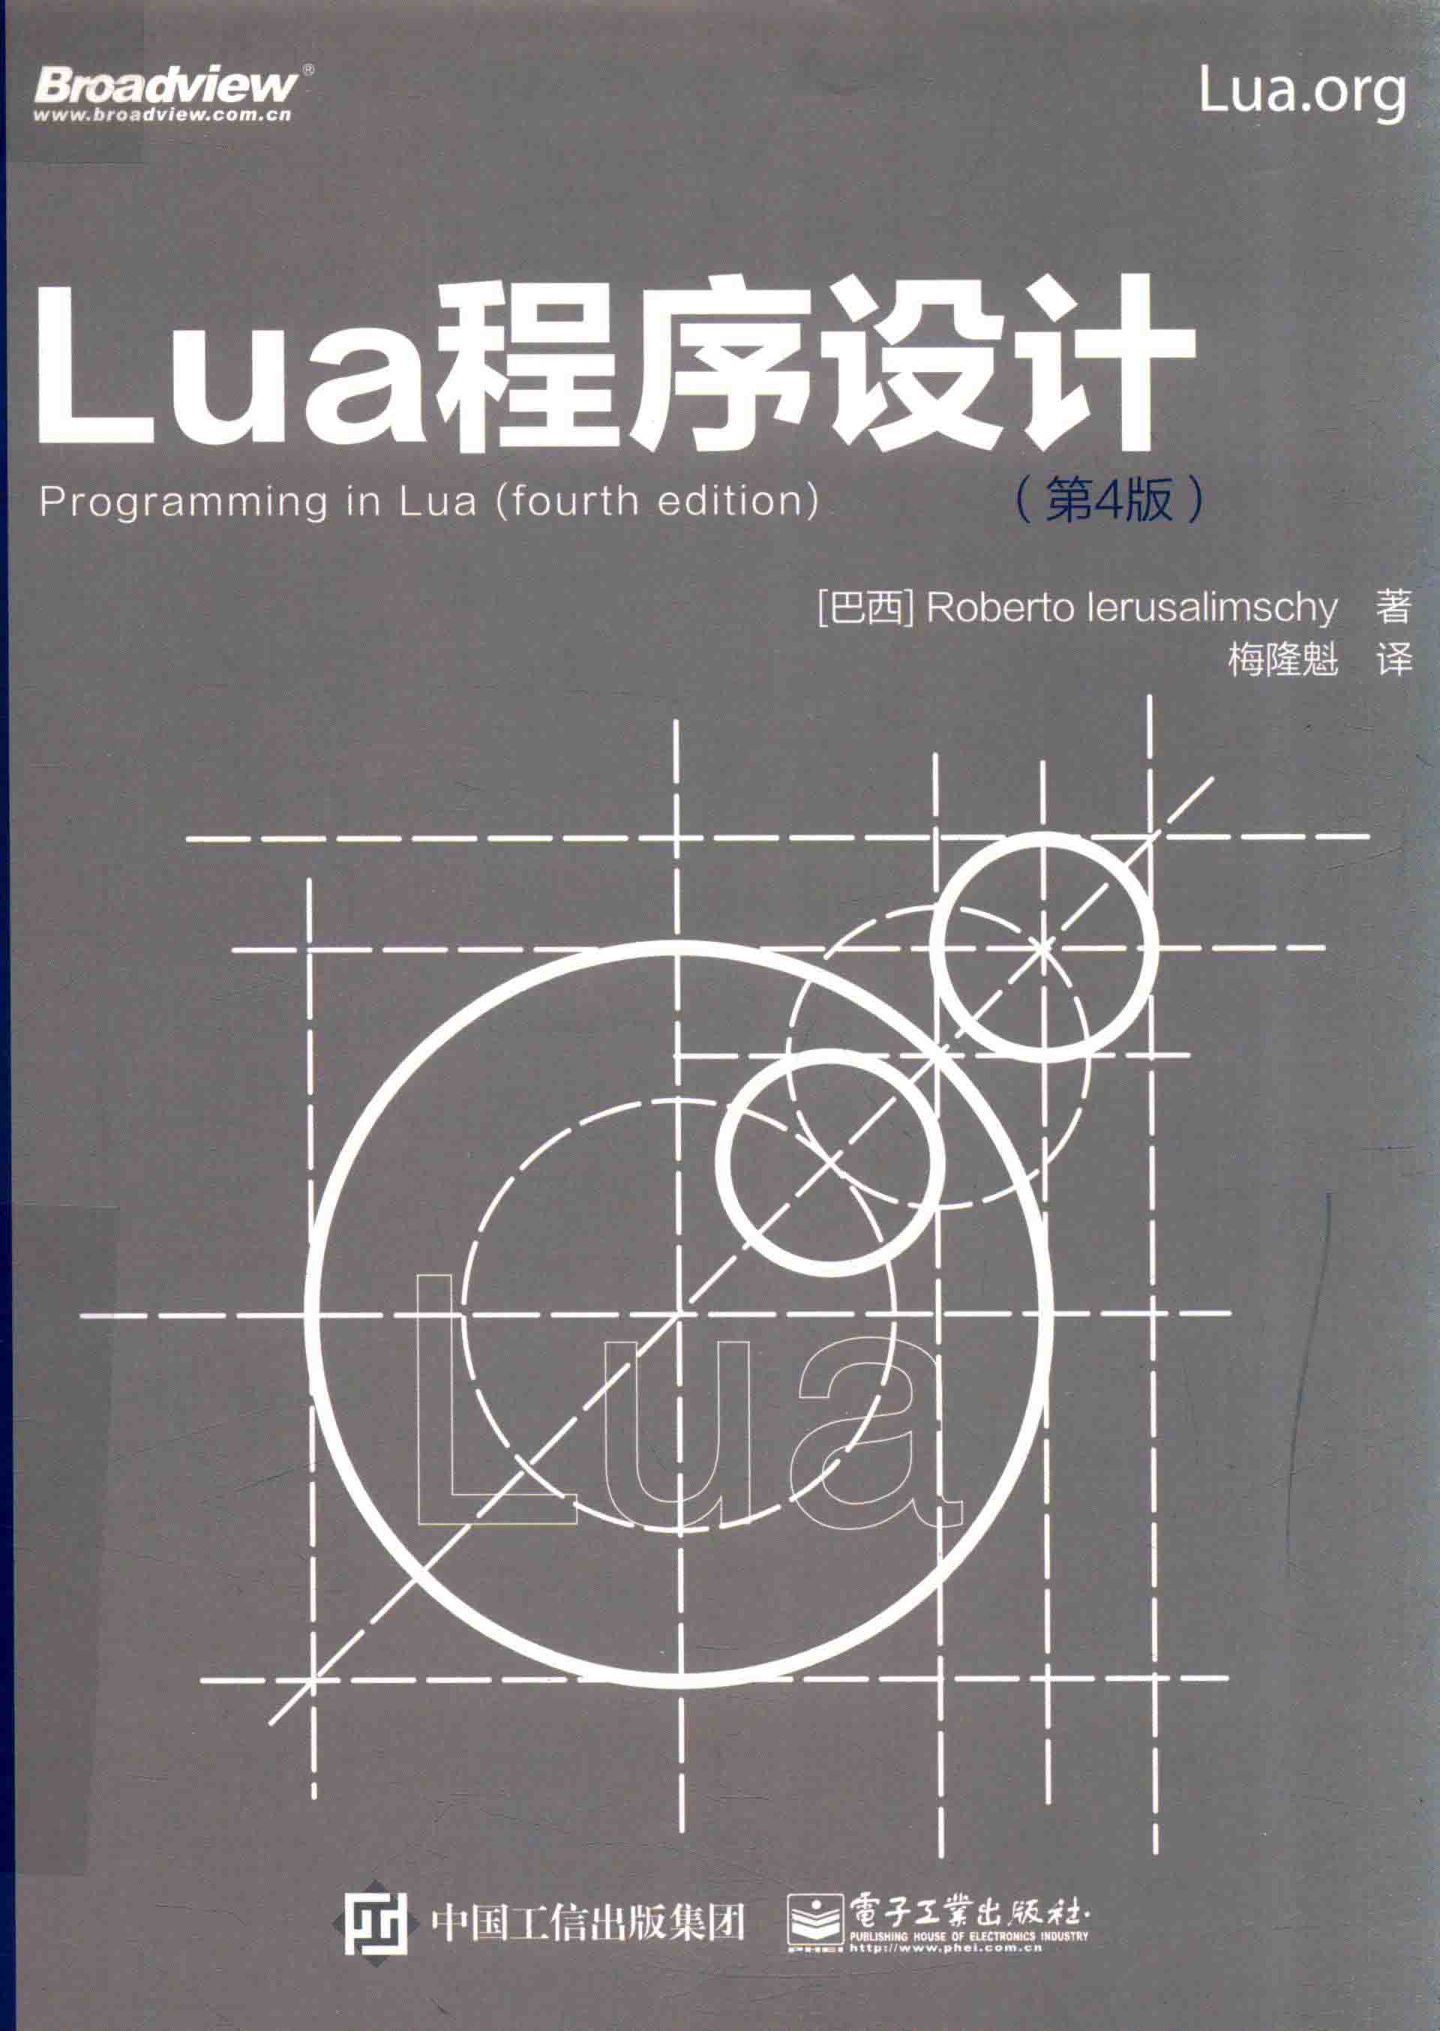 Broadview®
www.broadview.com.cn
Lua.org
Lua程序设计
Programming in Lua (fourth edition)
（第4版）
[巴西] Roberto Ierusalimschy 著
梅隆魁 译
Lua
中国工信出版集团
電子工業出版社.
PUBLISHING HOUSE OF ELECTRONICS INDUSTRY
http://www.phei.com.cn